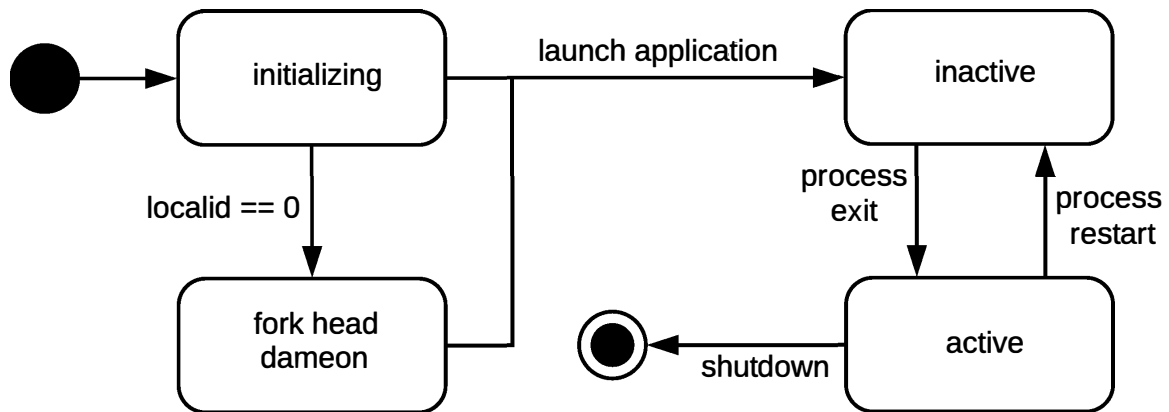 launch application
initializing
inactive
process
exit
process
restart
localid == 0
fork head
dameon
active
shutdown